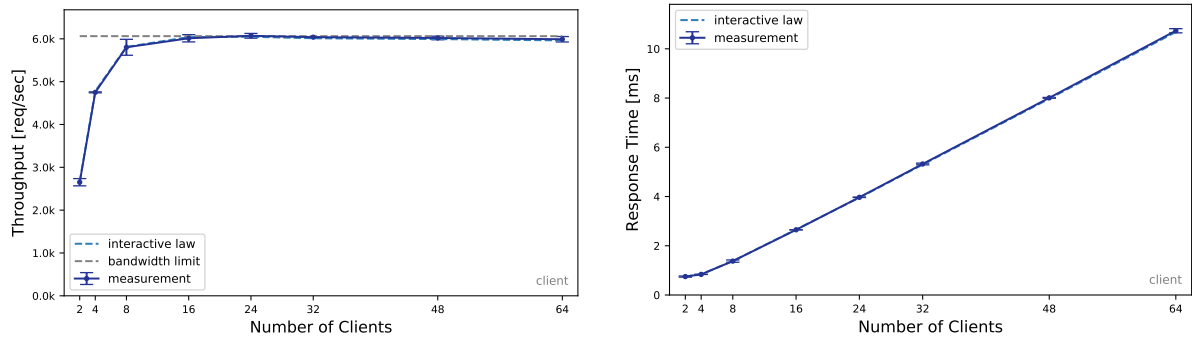 Throughput [req/sec]
6.0k
5.0k
4.0k
3.0k
2.0k
1.0k
0.0k
interactive law
bandwidth limit
measurement
client
2 4 8 16 24 32 48 64
Number of Clients
interactive law
measurement
Response Time [ms]
10
8
6
4
2
0
client
2 4 8 16 24 32 48 64
Number of Clients